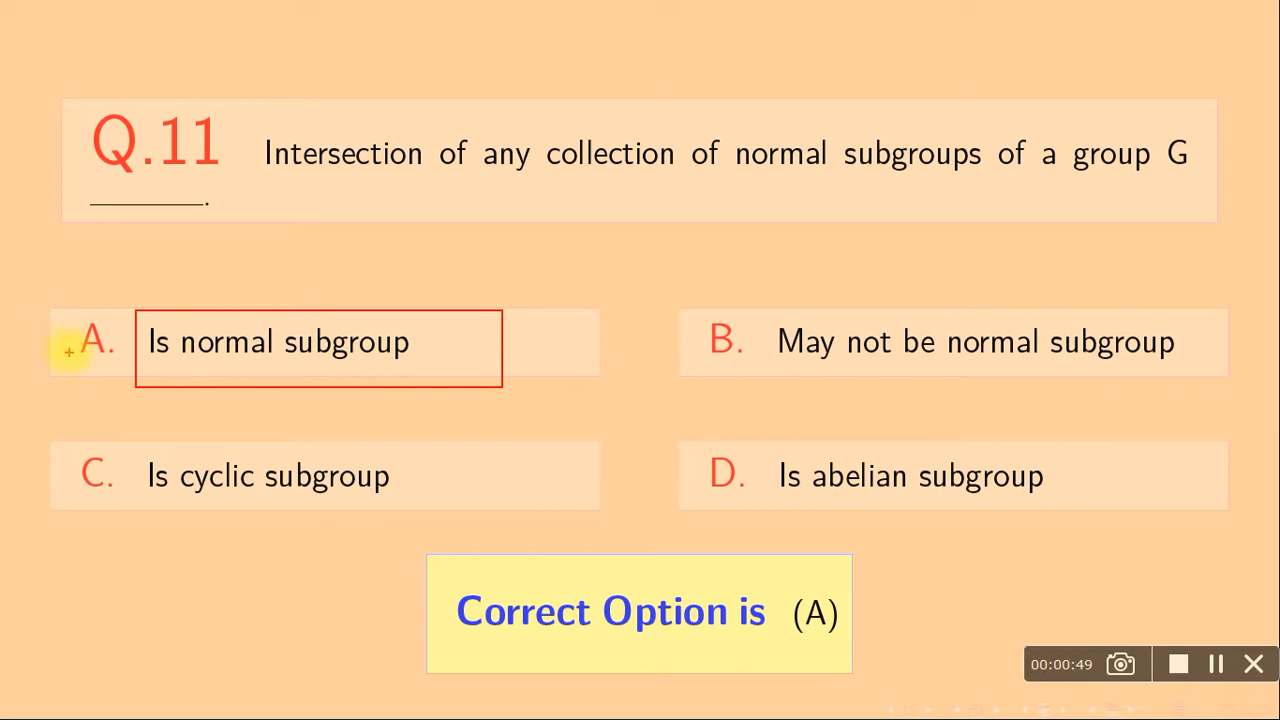 Q.11 Intersection of any collection of normal subgroups of a group G
________.
A. Is normal subgroup
B. May not be normal subgroup
C. Is cyclic subgroup
D. Is abelian subgroup
Correct Option is (A)
00:00:49